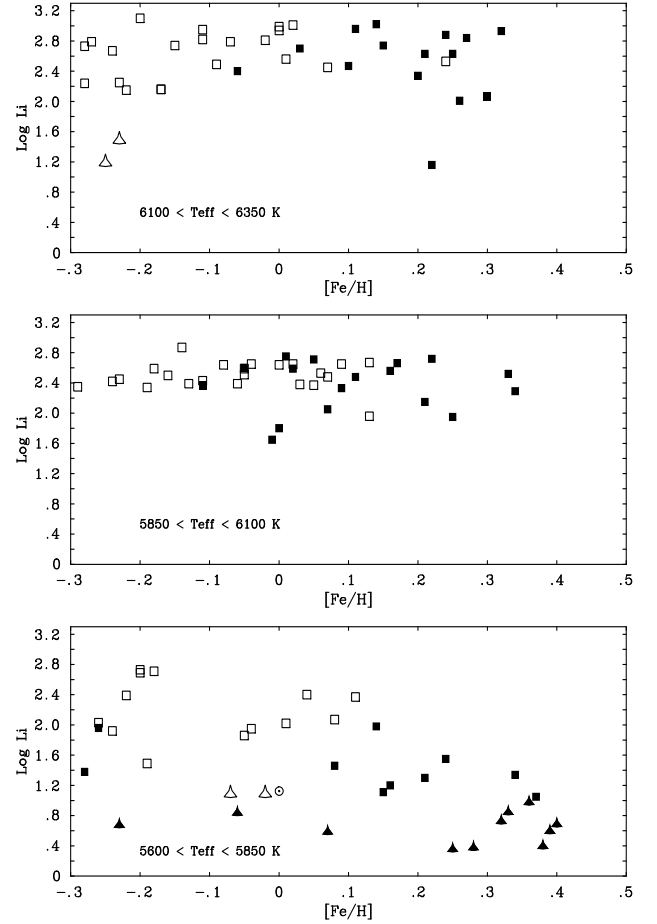 3.2
2.8
2.4
2.0
1.6
1.2
.8
.4
0
Log Li
6100 < Teff < 6350 K
-.3 -.2 -.1 0 .1 .2 .3 .4 .5
[Fe/H]
3.2
2.8
2.4
2.0
1.6
1.2
.8
.4
0
Log Li
5850 < Teff < 6100 K
-.3 -.2 -.1 0 .1 .2 .3 .4 .5
[Fe/H]
3.2
2.8
2.4
2.0
1.6
1.2
.8
.4
0
Log Li
5600 < Teff < 5850 K
-.3 -.2 -.1 0 .1 .2 .3 .4 .5
[Fe/H]